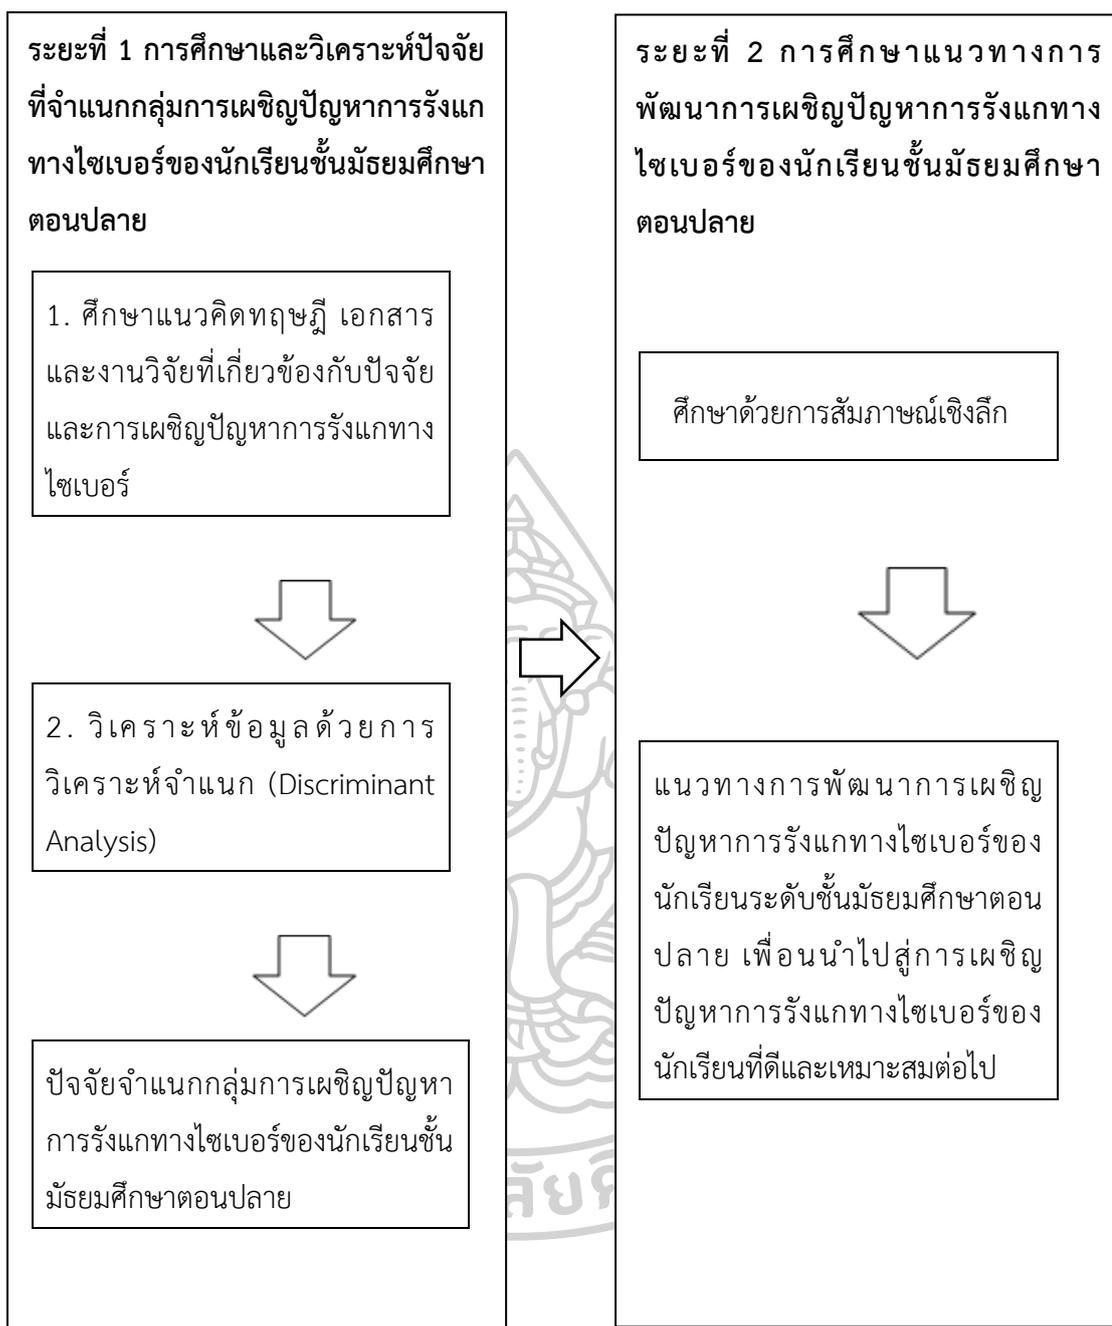 ระยะที่ 1 การศึกษาและวิเคราะห์ปัจจัย
ที่จำแนกกลุ่มการเผชิญปัญหาการรังแก
ทางไซเบอร์ของนักเรียนชั้นมัธยมศึกษา
ตอนปลาย
1. ศึกษาแนวคิดทฤษฎี เอกสาร
และงานวิจัยที่เกี่ยวข้องกับปัจจัย
และการเผชิญปัญหาการรังแกทาง
ไซเบอร์
2. วิเคราะห์ข้อมูลด้วยการ
วิเคราะห์จำแนก (Discriminant
Analysis)
ปัจจัยจำแนกกลุ่มการเผชิญปัญหา
การรังแกทางไซเบอร์ของนักเรียนชั้น
มัธยมศึกษาตอนปลาย
ระยะที่ 2 การศึกษาแนวทางการ
พัฒนาการเผชิญปัญหาการรังแกทาง
ไซเบอร์ของนักเรียนชั้นมัธยมศึกษา
ตอนปลาย
ศึกษาด้วยการสัมภาษณ์เชิงลึก
แนวทางการพัฒนาการเผชิญ
ปัญหาการรังแกทางไซเบอร์ของ
นักเรียนระดับชั้นมัธยมศึกษาตอน
ปลาย เพื่อนนำไปสู่การเผชิญ
ปัญหาการรังแกทางไซเบอร์ของ
นักเรียนที่ดีและเหมาะสมต่อไป